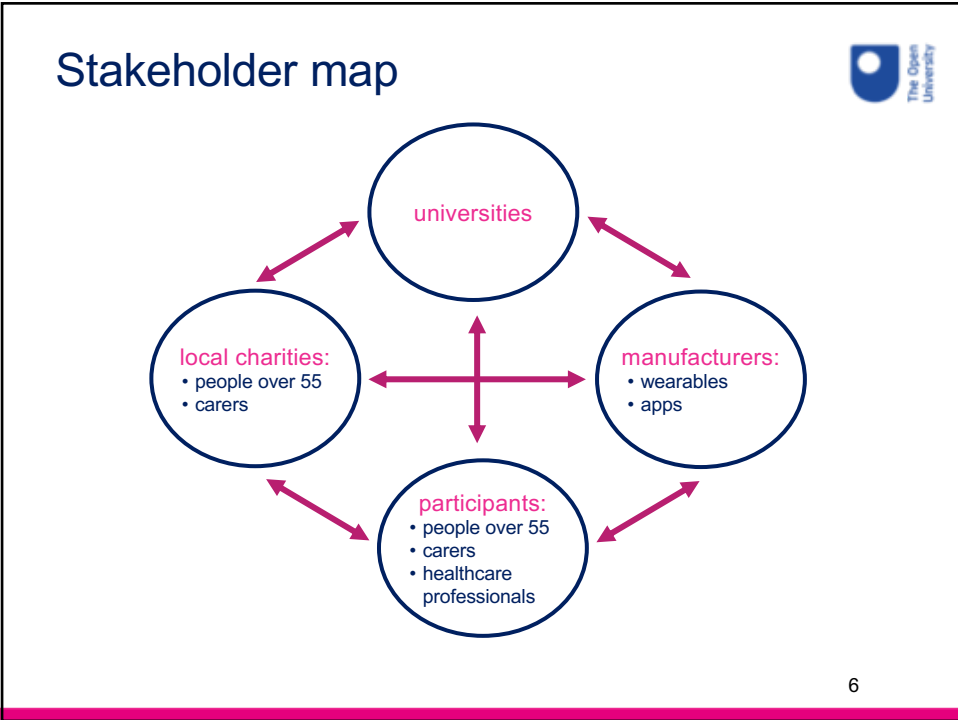 Stakeholder map
The Open
University
universities
local charities:
• people over 55
• carers
manufacturers:
• wearables
• apps
participants:
• people over 55
• carers
• healthcare
professionals
6